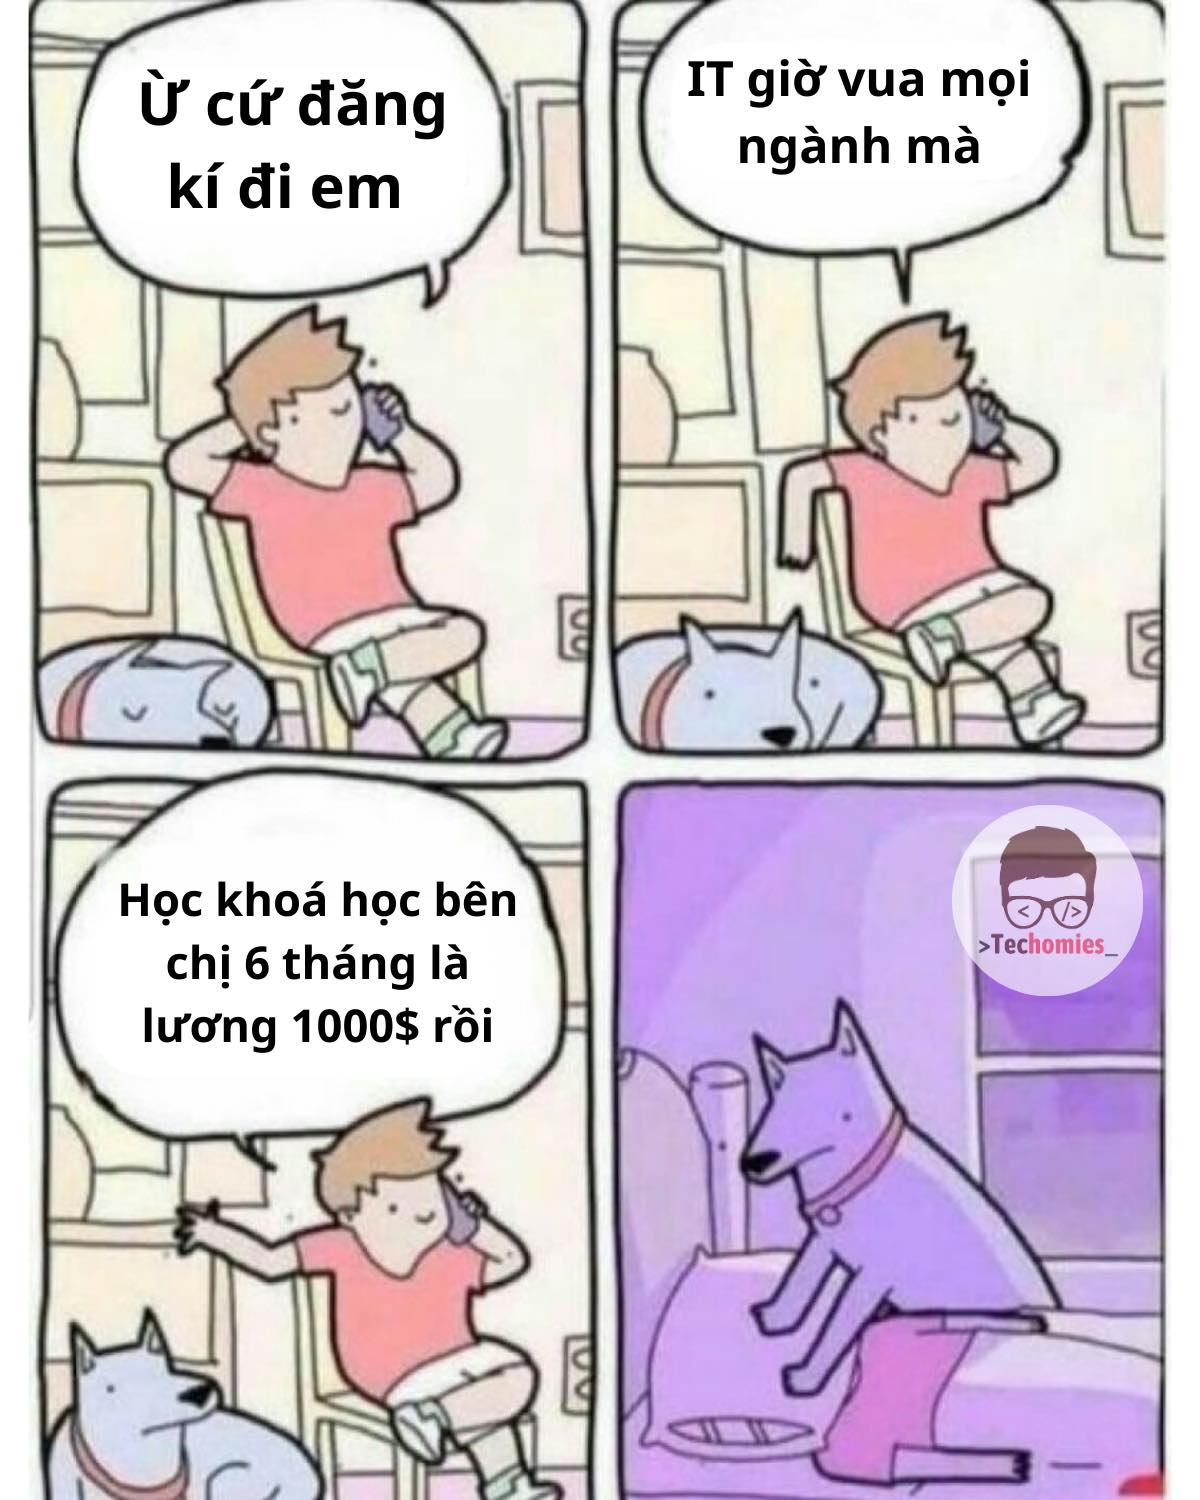 Ừ cứ đăng
kí đi em
IT giờ vua mọi
ngành mà
Học khoá học bên
chị 6 tháng là
lương 1000$ rồi
< />
>Techomies_